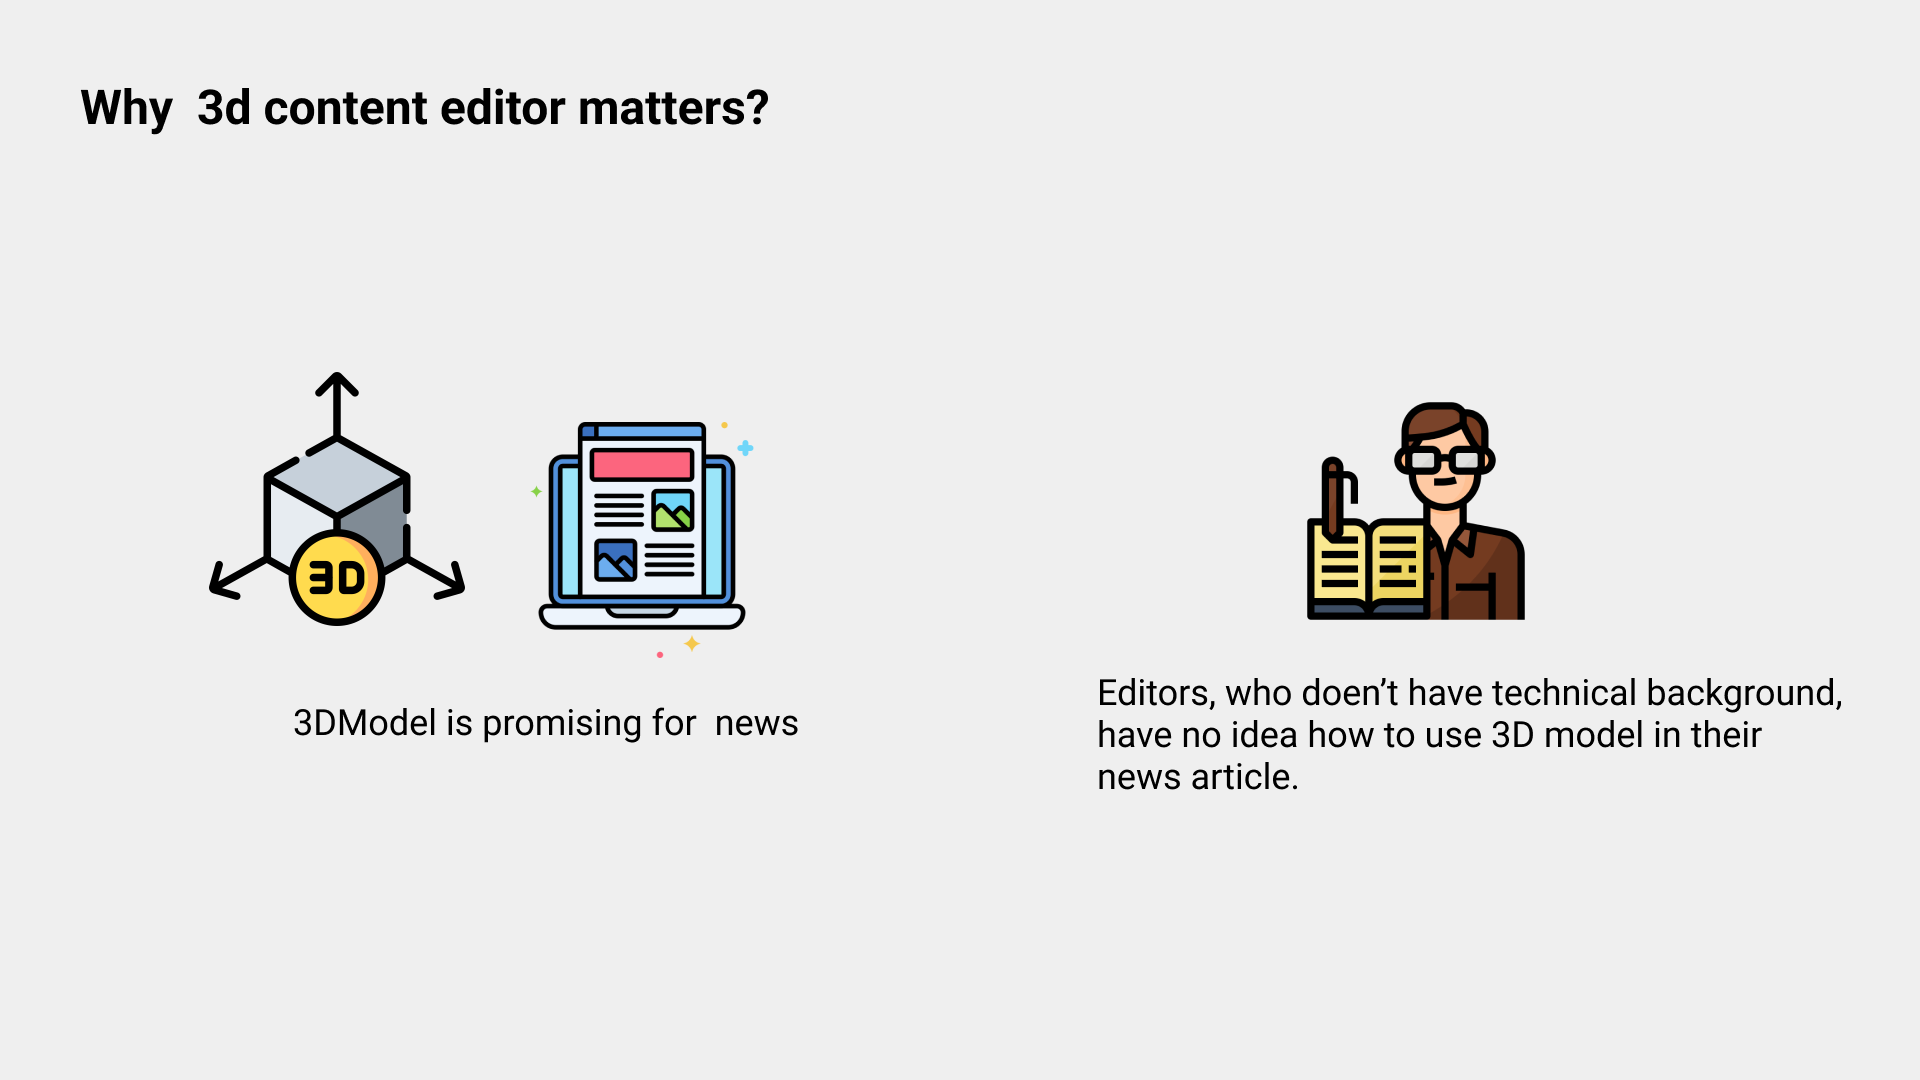 Why  3d content editor matters?
3D
3DModel is promising for  news
Editors, who doen’t have technical background,
have no idea how to use 3D model in their
news article.